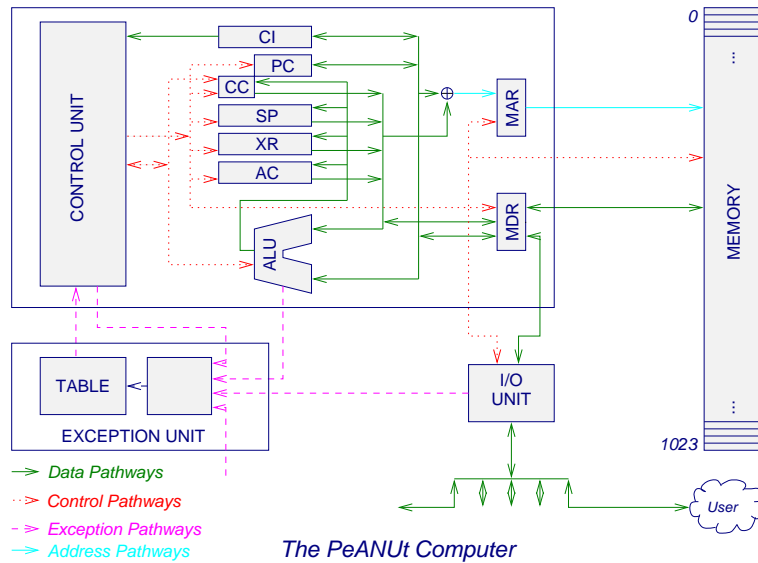 CI
PC
CC
SP
XR
AC
ALU
CONTROL UNIT
MAR
MDR
0
...
MEMORY
...
1023
TABLE
EXCEPTION UNIT
I/O
UNIT
Data Pathways
Control Pathways
Exception Pathways
Address Pathways
The PeANUt Computer
User